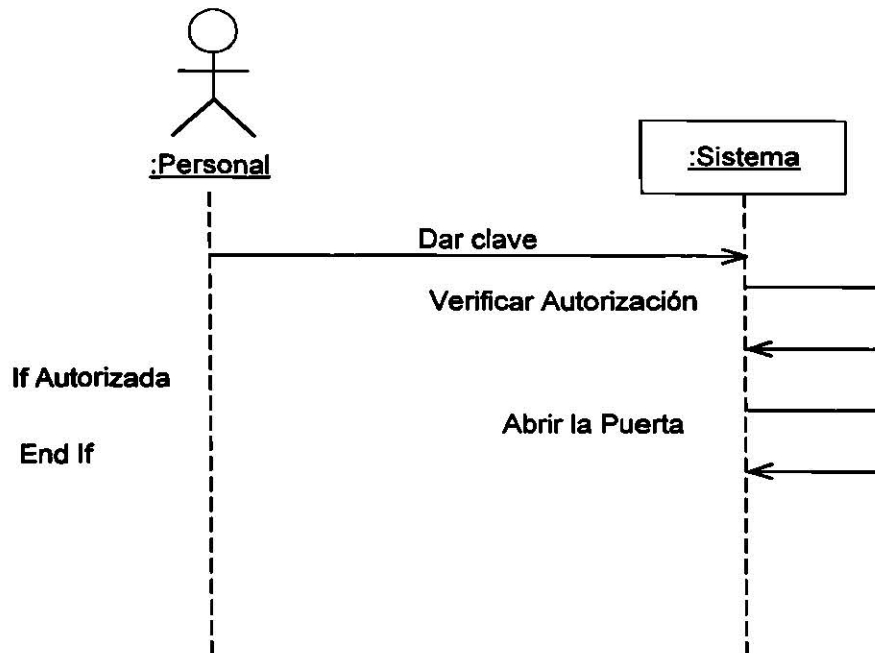 :Personal
:Sistema
Dar clave
Verificar Autorización
If Autorizada
Abrir la Puerta
End If